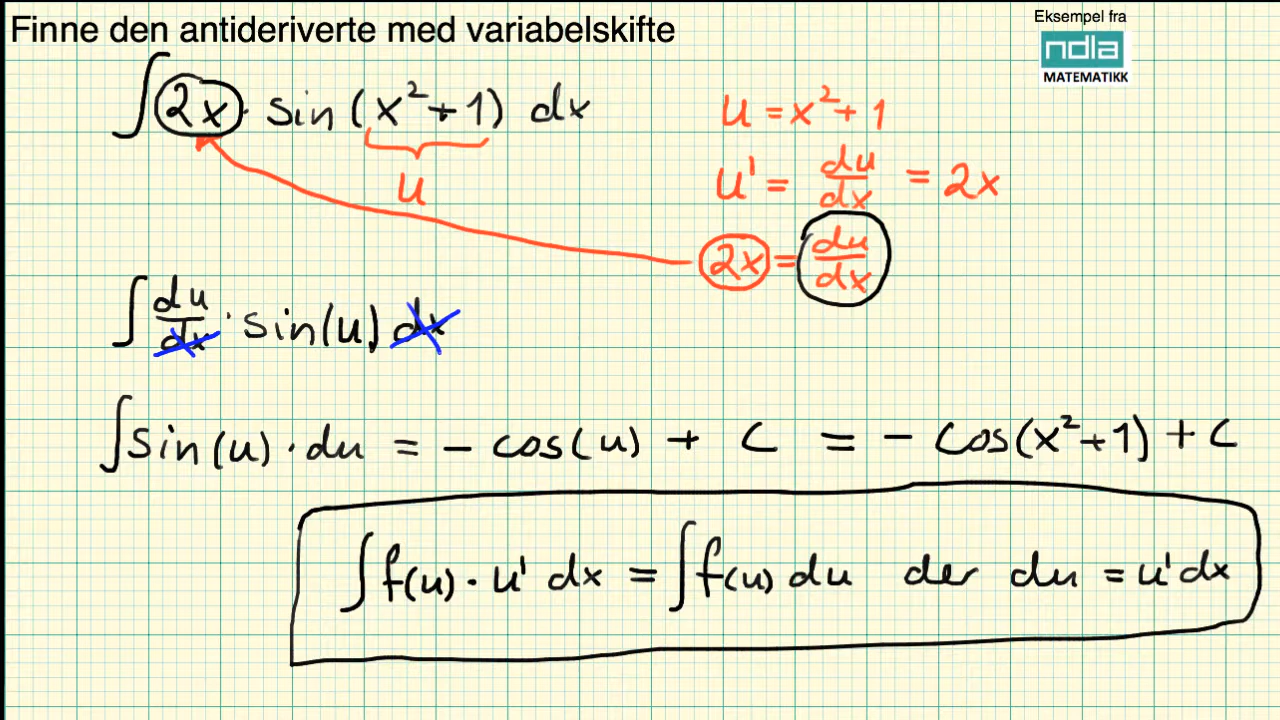 Finne den antideriverte med variabelskifte
Eksempel fra
ndla
MATEMATIKK
∫ 2x · sin (x² + 1) dx
u
u = x² + 1
u' = du/dx = 2x
2x = du/dx
∫ du/dx · sin(u) dx
∫ sin(u) · du = - cos(u) + C = - cos(x² + 1) + C
∫ f(u) · u' dx = ∫ f(u) du der du = u' dx